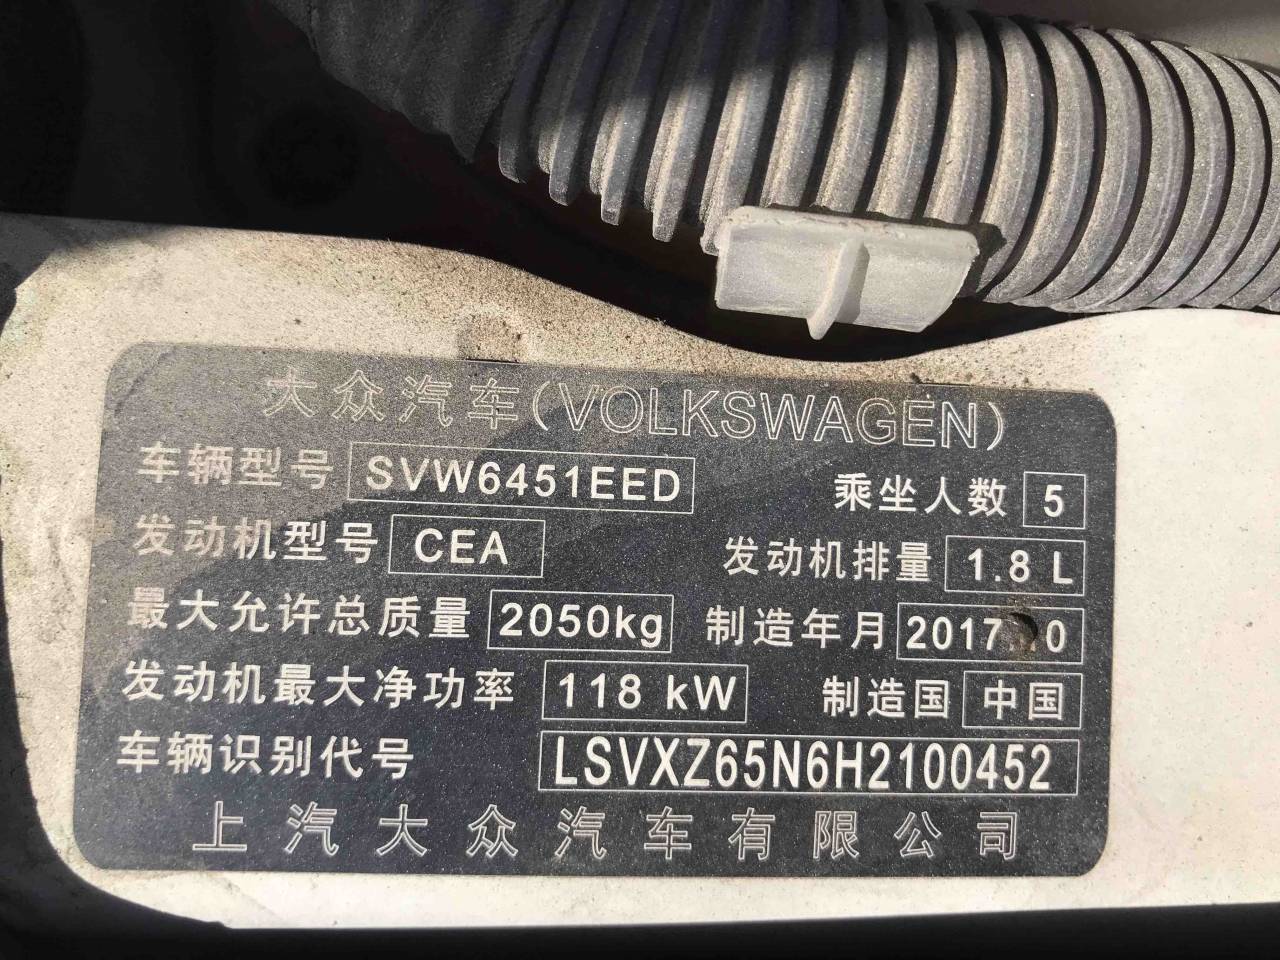 大众汽车(VOLKSWAGEN)
车辆型号 SVW6451EED 乘坐人数 5
发动机型号 CEA 发动机排量 1.8 L
最大允许总质量 2050kg 制造年月 2017
发动机最大净功率 118 kW 制造国 中国
车辆识别代号 LSVXZ65N6H2100452
上汽大众汽车有限公司